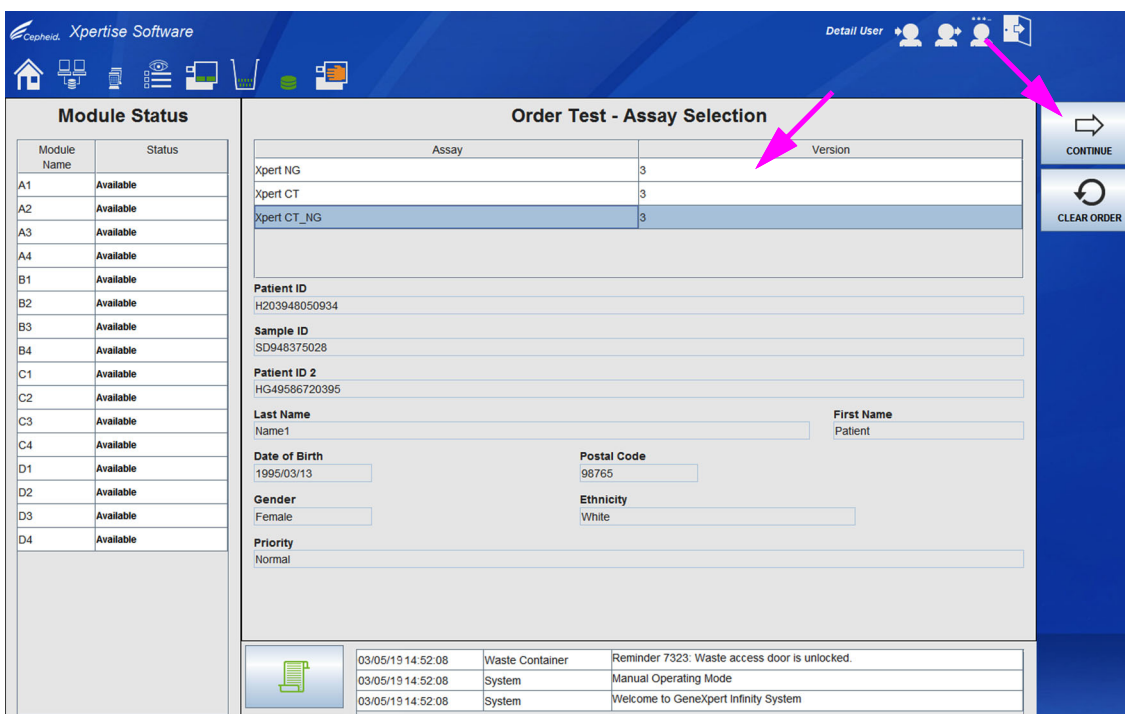 Cepheid. Xpertise Software
Detail User
Module Status
Module Name Status
A1 Available
A2 Available
A3 Available
A4 Available
B1 Available
B2 Available
B3 Available
B4 Available
C1 Available
C2 Available
C3 Available
C4 Available
D1 Available
D2 Available
D3 Available
D4 Available
Order Test - Assay Selection
Assay Version
Xpert NG 3
Xpert CT 3
Xpert CT_NG 3
Patient ID
H203948050934
Sample ID
SD948375028
Patient ID 2
HG49586720395
Last Name First Name
Name1 Patient
Date of Birth Postal Code
1995/03/13 98765
Gender Ethnicity
Female White
Priority
Normal
03/05/19 14:52:08 Waste Container Reminder 7323: Waste access door is unlocked.
03/05/19 14:52:08 System Manual Operating Mode
03/05/19 14:52:08 System Welcome to GeneXpert Infinity System
CONTINUE
CLEAR ORDER